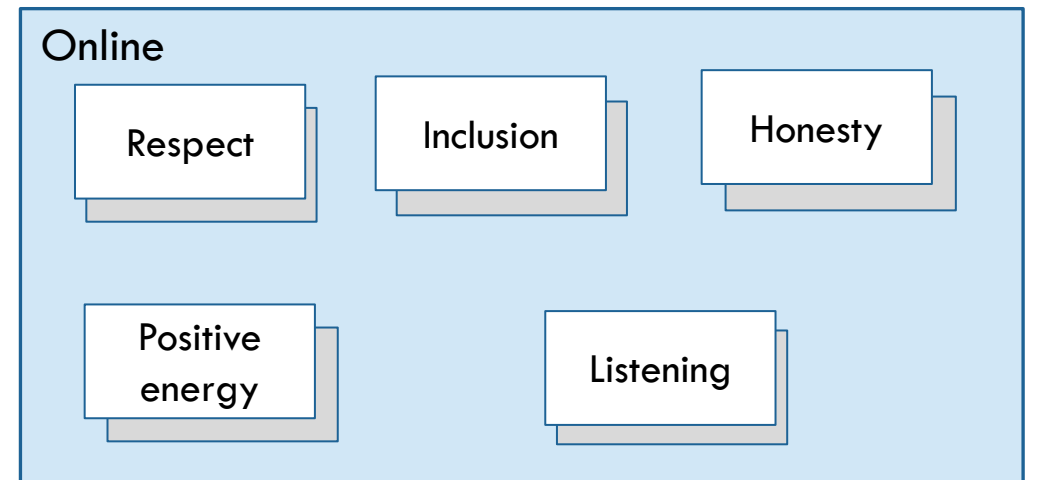 Online
Respect
Inclusion
Honesty
Positive
energy
Listening